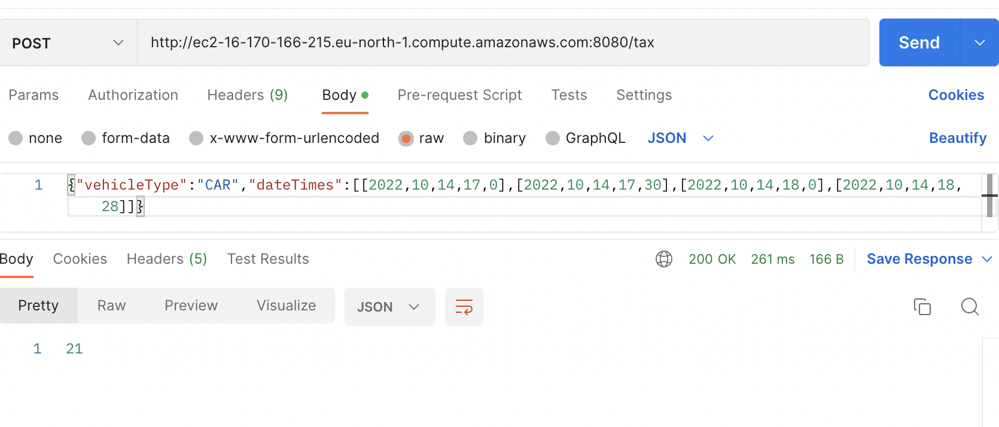 POST http://ec2-16-170-166-215.eu-north-1.compute.amazonaws.com:8080/tax Send
Params Authorization Headers (9) Body Pre-request Script Tests Settings Cookies
none form-data x-www-form-urlencoded raw binary GraphQL JSON Beautify
1 {"vehicleType":"CAR","dateTimes":[[2022,10,14,17,0],[2022,10,14,17,30],[2022,10,14,18,0],[2022,10,14,18,
28]]}
Body Cookies Headers (5) Test Results 200 OK 261 ms 166 B Save Response
Pretty Raw Preview Visualize JSON
1 21